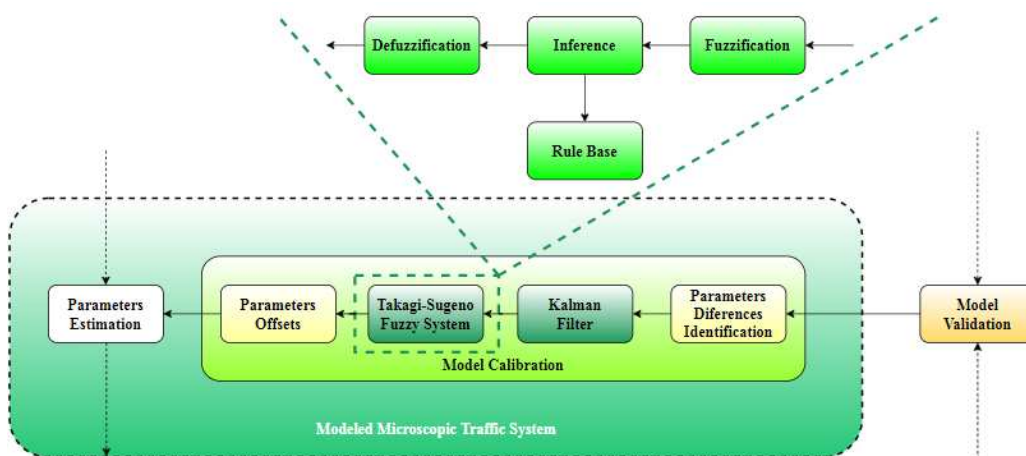 Defuzzification
Inference
Fuzzification
Rule Base
Parameters
Estimation
Parameters
Offsets
Takagi-Sugeno
Fuzzy System
Kalman
Filter
Parameters
Diferences
Identification
Model
Validation
Model Calibration
Modeled Microscopic Traffic System